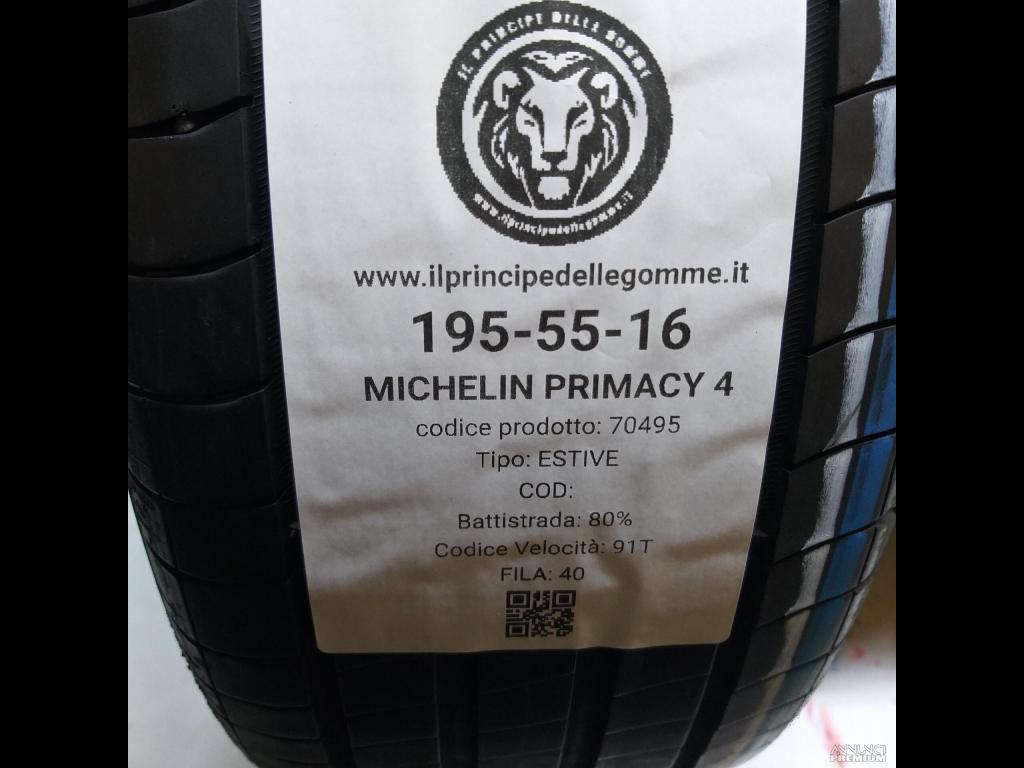 IL PRINCIPE DELLE GOMME
www.ilprincipedellegomme.it
www.ilprincipedellegomme.it
195-55-16
MICHELIN PRIMACY 4
codice prodotto: 70495
Tipo: ESTIVE
COD:
Battistrada: 80%
Codice Velocità: 91T
FILA: 40
ANNUNCI
PREMIUM